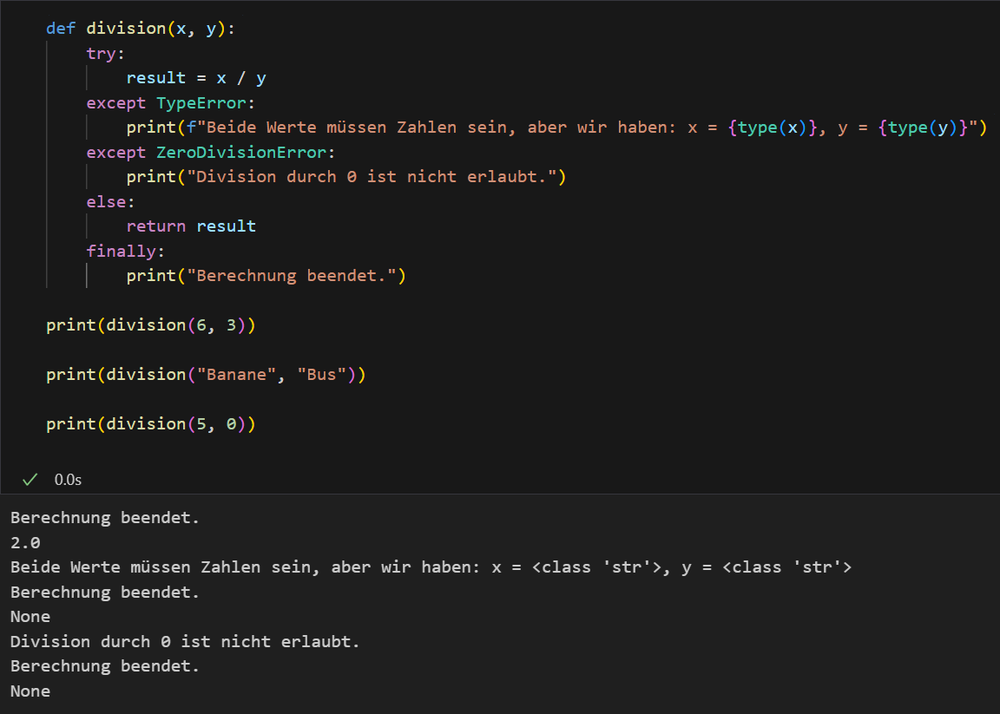 def division(x, y):
    try:
        result = x / y
    except TypeError:
        print(f"Beide Werte müssen Zahlen sein, aber wir haben: x = {type(x)}, y = {type(y)}")
    except ZeroDivisionError:
        print("Division durch 0 ist nicht erlaubt.")
    else:
        return result
    finally:
        print("Berechnung beendet.")
print(division(6, 3))
print(division("Banane", "Bus"))
print(division(5, 0))
✓ 0.0s
Berechnung beendet.
2.0
Beide Werte müssen Zahlen sein, aber wir haben: x = <class 'str'>, y = <class 'str'>
Berechnung beendet.
None
Division durch 0 ist nicht erlaubt.
Berechnung beendet.
None